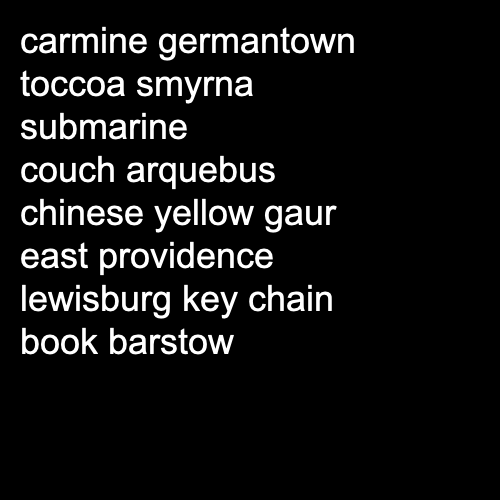 carmine germantown
toccoa smyrna
submarine
couch arquebus
chinese yellow gaur
east providence
lewisburg key chain
book barstow